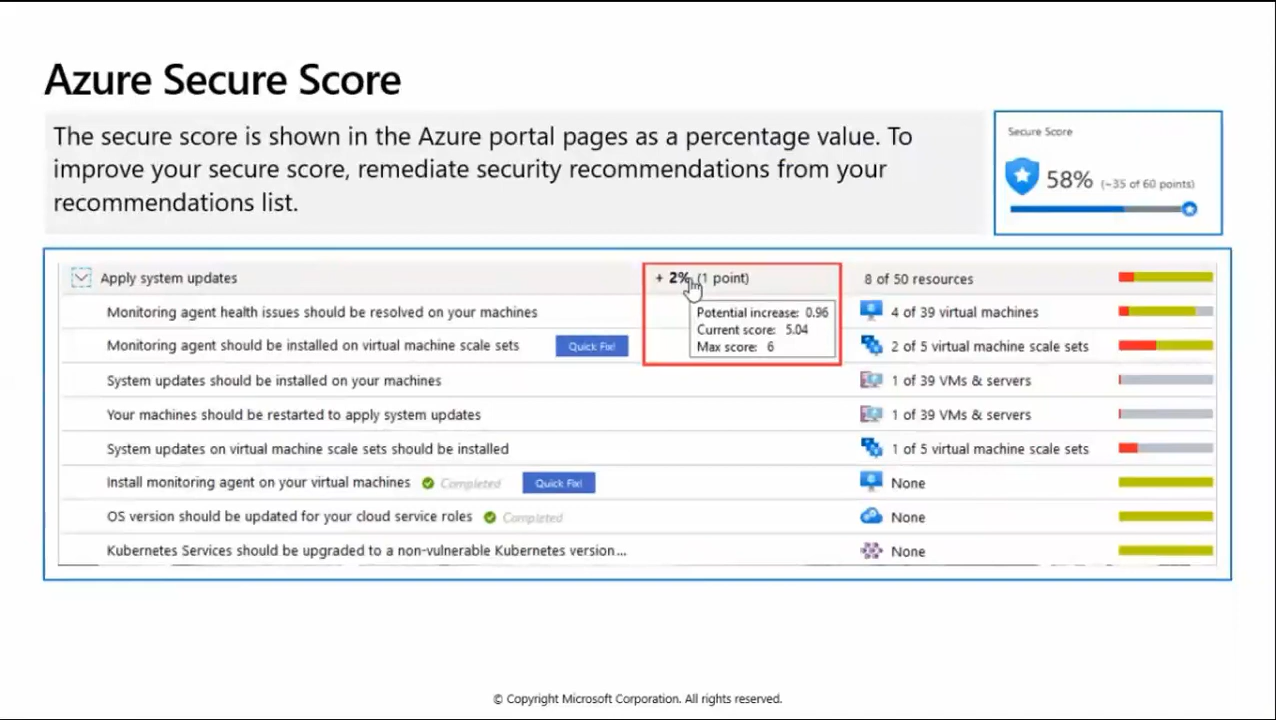 Azure Secure Score
The secure score is shown in the Azure portal pages as a percentage value. To
improve your secure score, remediate security recommendations from your
recommendations list.
Secure Score
58% (~35 of 60 points)
Apply system updates + 2% (1 point) 8 of 50 resources
Monitoring agent health issues should be resolved on your machines 4 of 39 virtual machines
Potential increase: 0.96
Current score: 5.04
Max score: 6
Monitoring agent should be installed on virtual machine scale sets Quick Fix! 2 of 5 virtual machine scale sets
System updates should be installed on your machines 1 of 39 VMs & servers
Your machines should be restarted to apply system updates 1 of 39 VMs & servers
System updates on virtual machine scale sets should be installed 1 of 5 virtual machine scale sets
Install monitoring agent on your virtual machines Completed Quick Fix! None
OS version should be updated for your cloud service roles Completed None
Kubernetes Services should be upgraded to a non-vulnerable Kubernetes version... None
© Copyright Microsoft Corporation. All rights reserved.